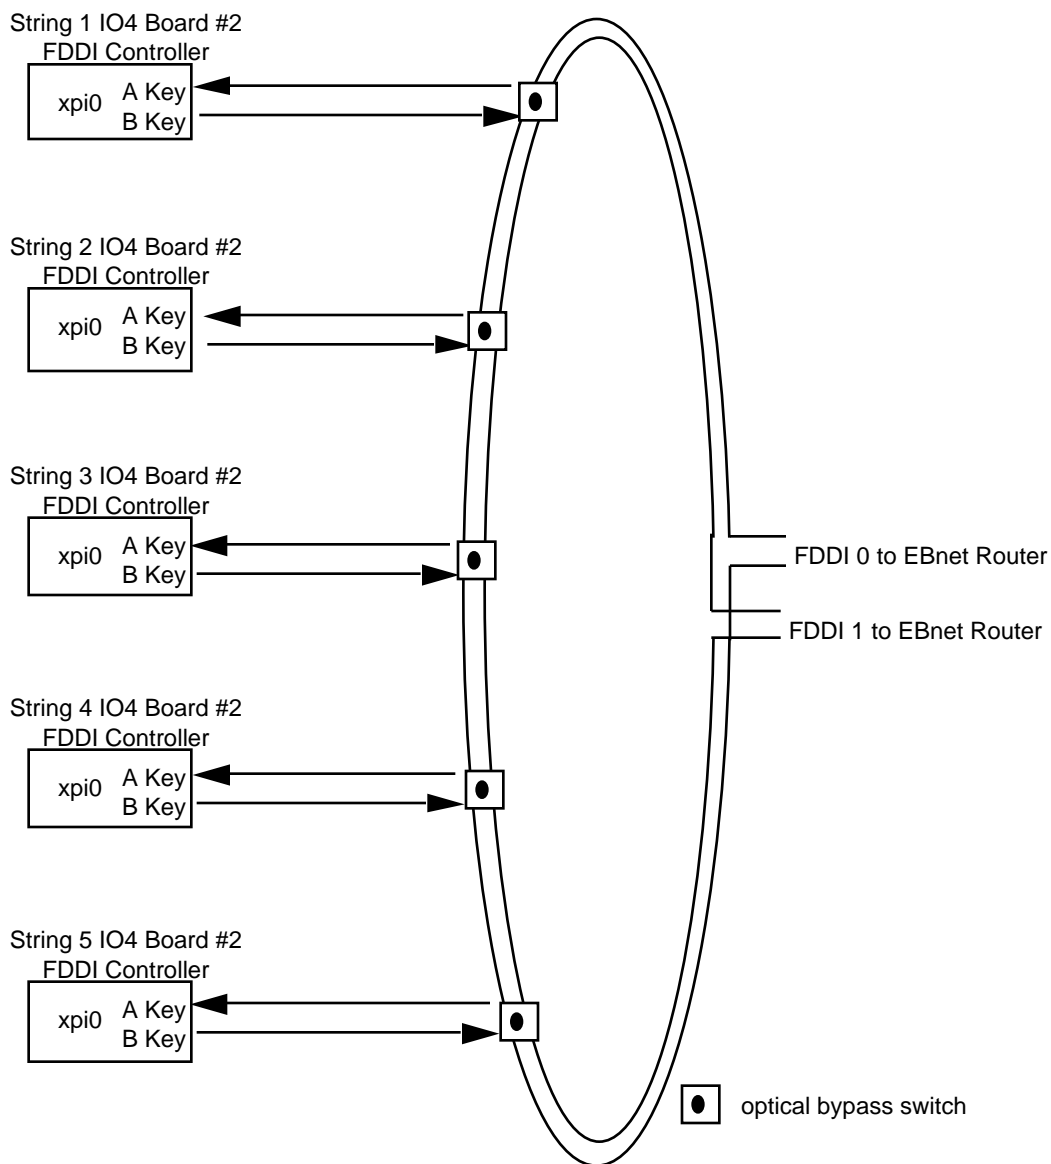 String 1 IO4 Board #2
FDDI Controller
xpi0
A Key
B Key
String 2 IO4 Board #2
FDDI Controller
xpi0
A Key
B Key
String 3 IO4 Board #2
FDDI Controller
xpi0
A Key
B Key
FDDI 0 to EBnet Router
FDDI 1 to EBnet Router
String 4 IO4 Board #2
FDDI Controller
xpi0
A Key
B Key
String 5 IO4 Board #2
FDDI Controller
xpi0
A Key
B Key
optical bypass switch